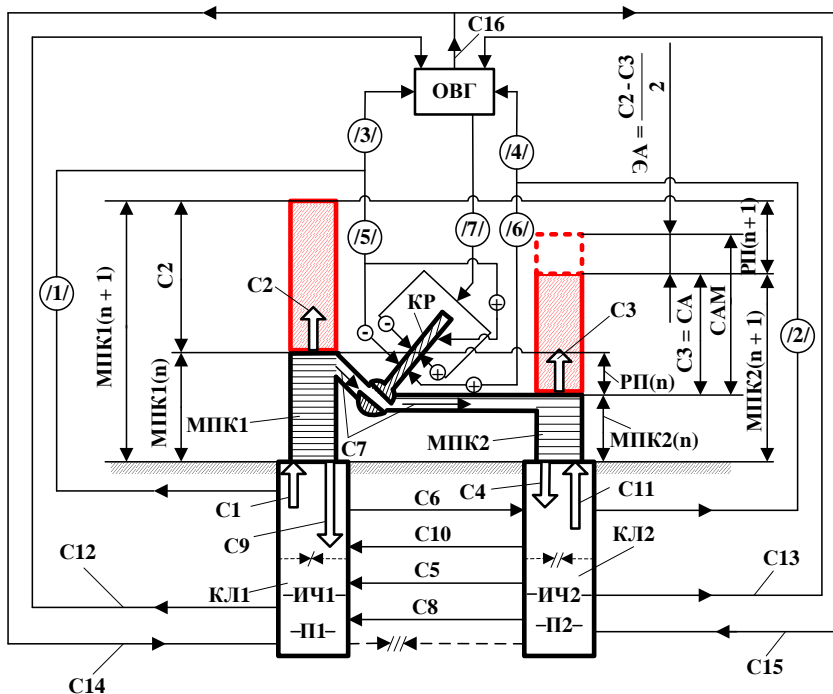 С16
ОВГ
ЭА = С2 - С3 / 2
/3/
/4/
/5/
/7/
/6/
/1/
/2/
МПК1(n + 1)
С2
МПК1(n)
С2
КР
С3
С3 = СА
САМ
РП(n+1)
МПК2(n + 1)
РП(n)
МПК2(n)
МПК1
С7
МПК2
-
-
+
+
+
С1
С9
С6
С4
С11
С10
С12
КЛ1
КЛ2
С13
С5
ИЧ1
ИЧ2
С8
П1
П2
С14
С15